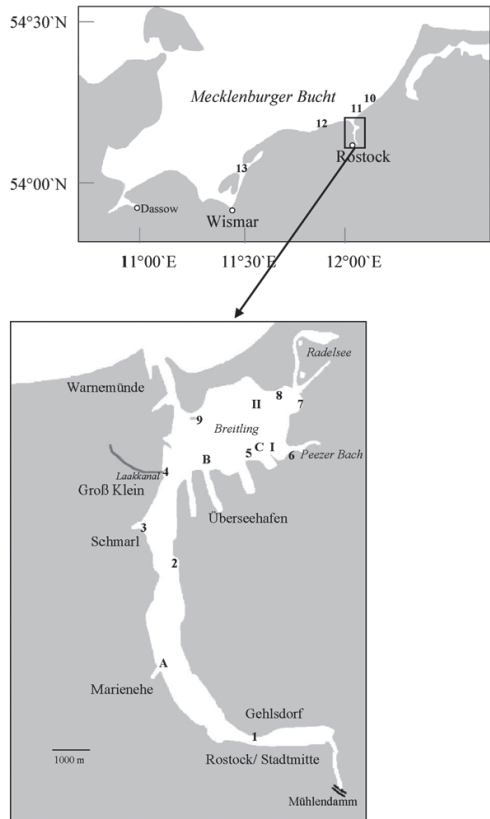 54°30`N
Mecklenburger Bucht
10
11
12
Rostock
13
54°00`N
Dassow
Wismar
11°00`E
11°30`E
12°00`E
Radelsee
Warnemünde
8
II
7
9
Breitling
C
I
5
6
Peezer Bach
B
Laakkanal
4
Groß Klein
Überseehafen
3
Schmarl
2
A
Marienehe
Gehlsdorf
1
Rostock/ Stadtmitte
1000 m
Mühlendamm